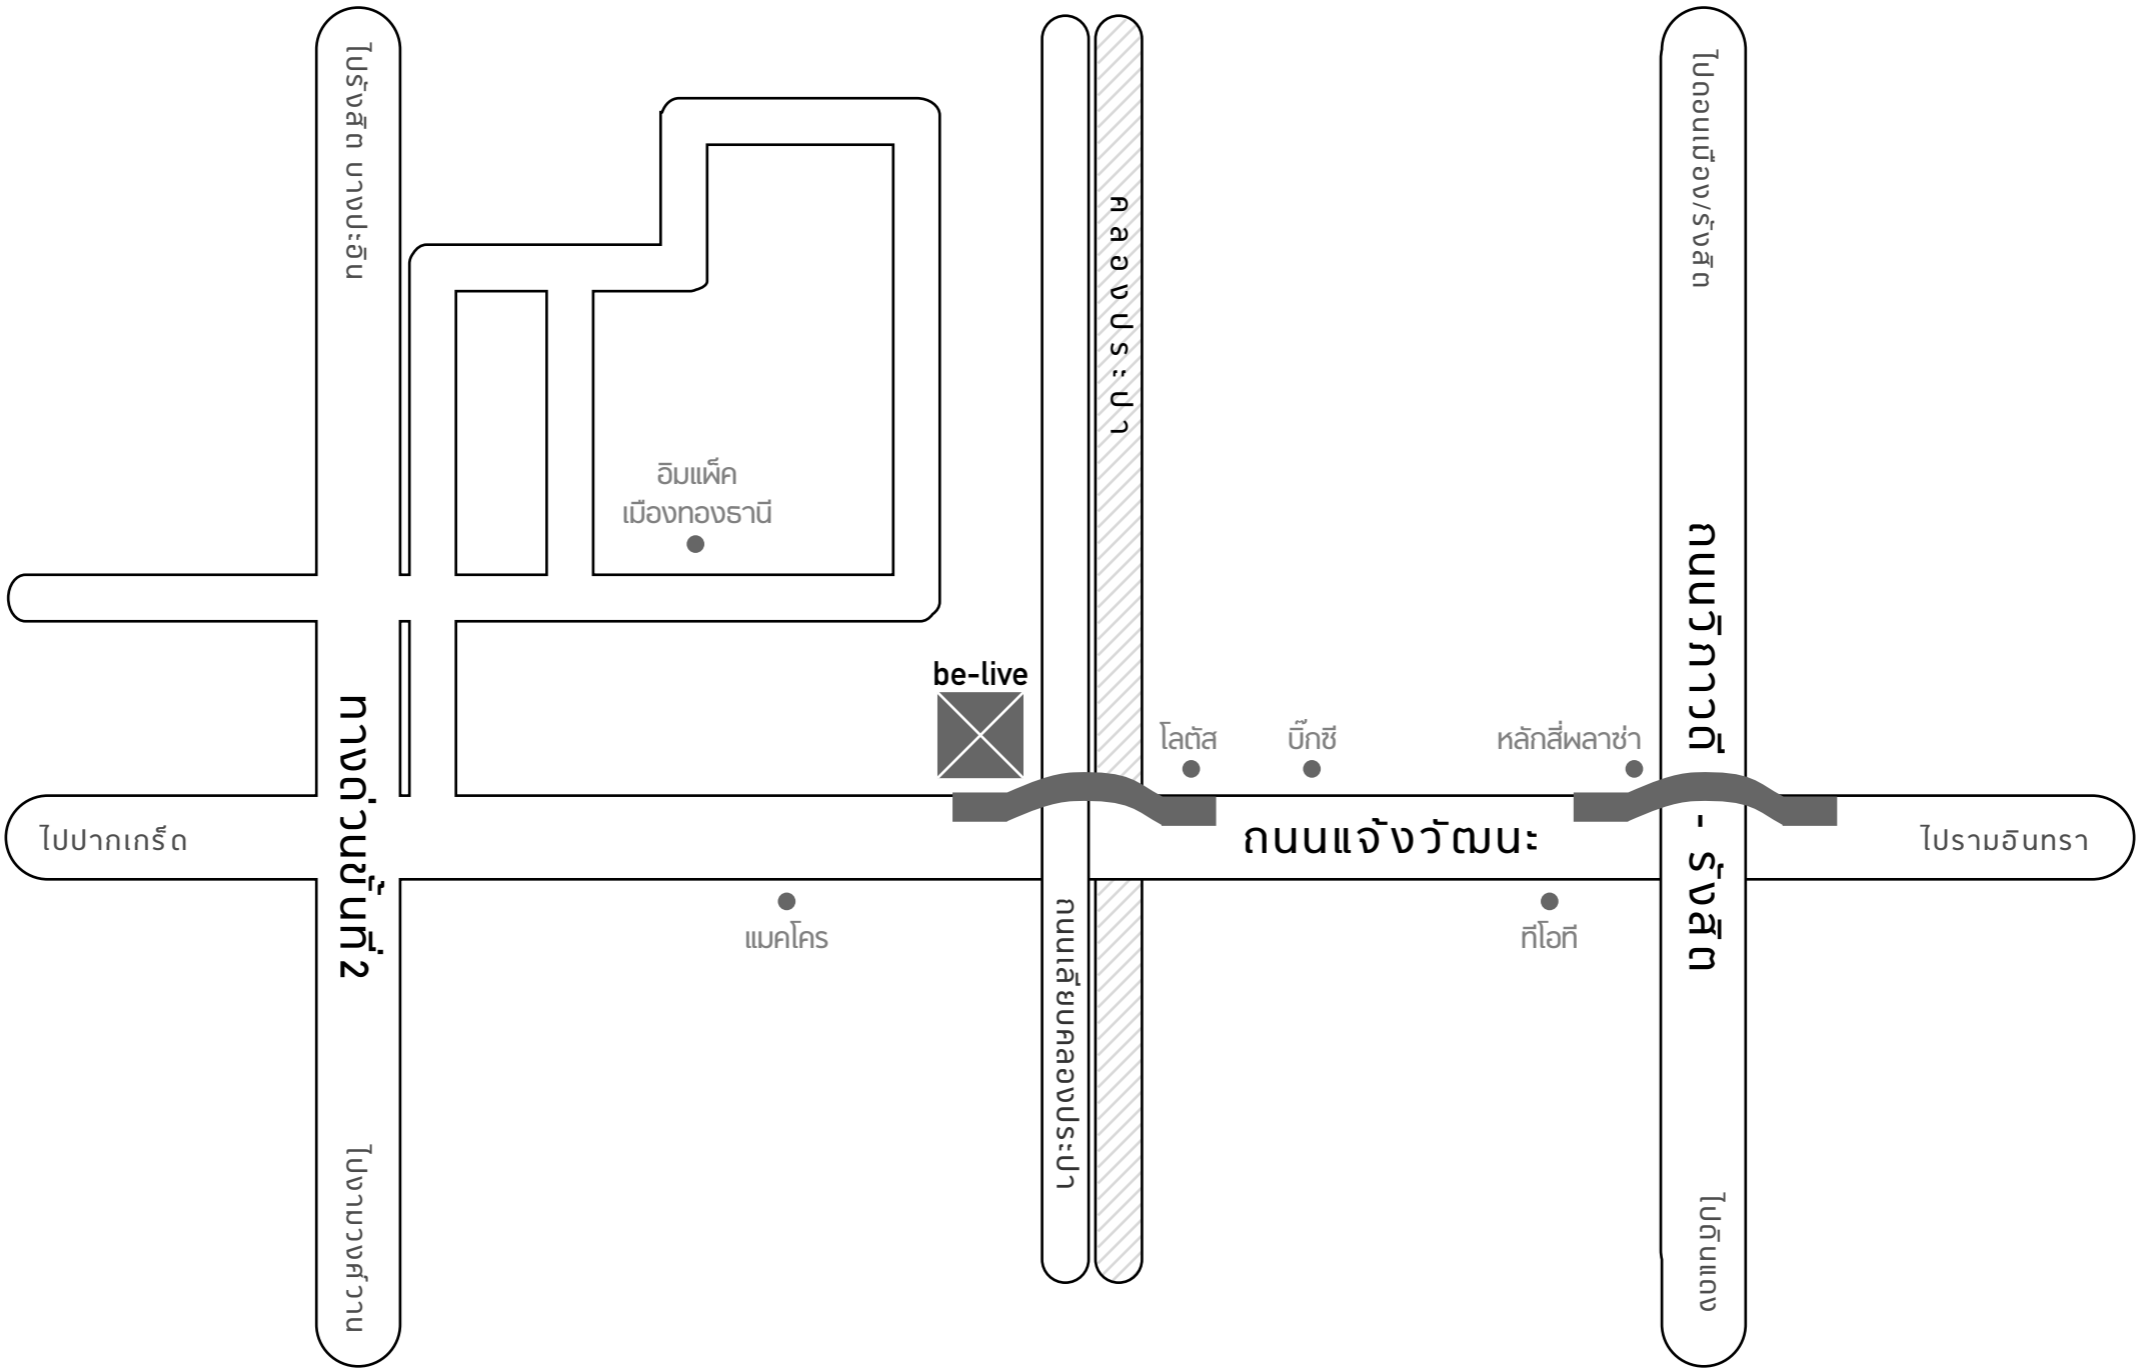 ไปรังสิต บางปะอิน
ไปดอนเมือง/รังสิต
คลองประปา
อิมแพ็ค
เมืองทองธานี
ถนนวิภาวดี - รังสิต
be-live
ทางด่วนขั้นที่ 2
โลตัส
บิ๊กซี
หลักสี่พลาซ่า
ไปปากเกร็ด
ถนนแจ้งวัฒนะ
ไปรามอินทรา
แมคโคร
ทีโอที
ถนนเลียบคลองประปา
ไปงามวงศ์วาน
ไปดินแดง